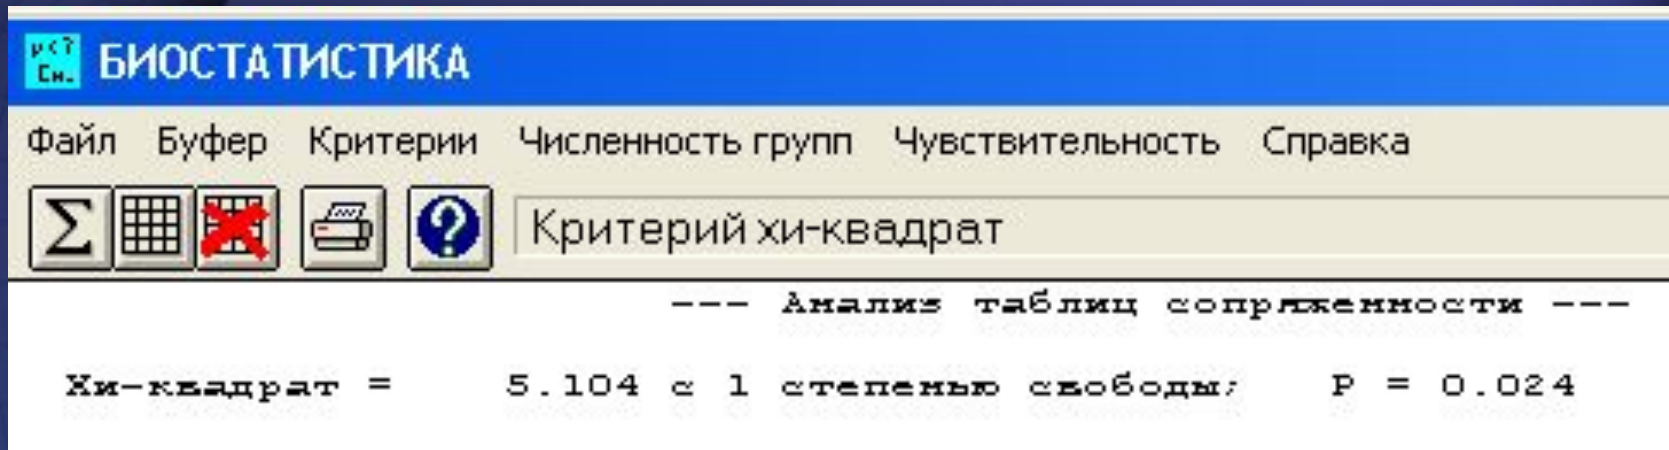 p<?
Сн.
БИОСТАТИСТИКА
Файл Буфер Критерии Численность групп Чувствительность Справка
Σ ? Критерий хи-квадрат
--- Анализ таблиц сопряженности ---
Хи-квадрат = 5.104 с 1 степенью свободы; P = 0.024